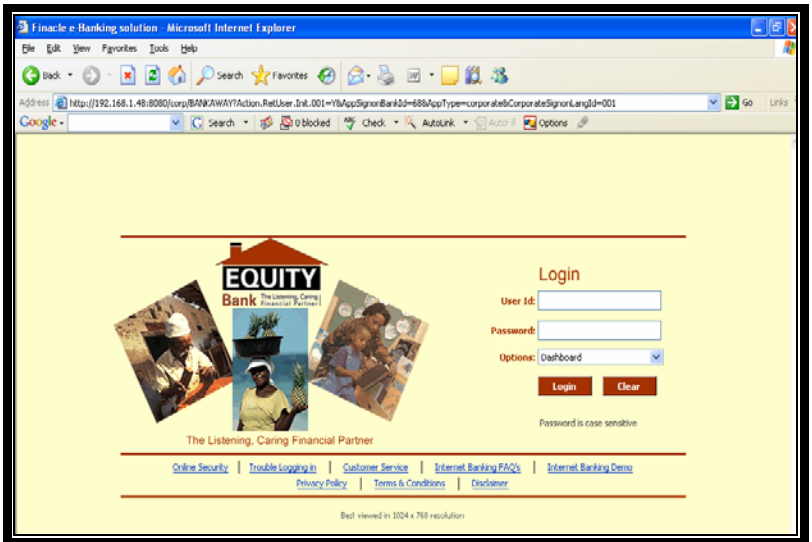 Finacle e Banking solution - Microsoft Internet Explorer
File Edit View Favorites Tools Help
Back Search Favorites
Address http://192.168.1.48:8080/corp/BANKAWAY?Action.RetUser.Init.001=Y&AppSignonBankId=68&AppType=corporate&CorporateSignonLangId=001 Go Links
Google Search 0 blocked Check AutoLink AutoFill Options
EQUITY
Bank The Listening, Caring Financial Partner
The Listening, Caring Financial Partner
Login
User Id:
Password:
Options: Dashboard
Login Clear
Password is case sensitive
Online Security | Trouble Logging in | Customer Service | Internet Banking FAQ's | Internet Banking Demo
Privacy Policy | Terms & Conditions | Disclaimer
Best viewed in 1024 x 768 resolution